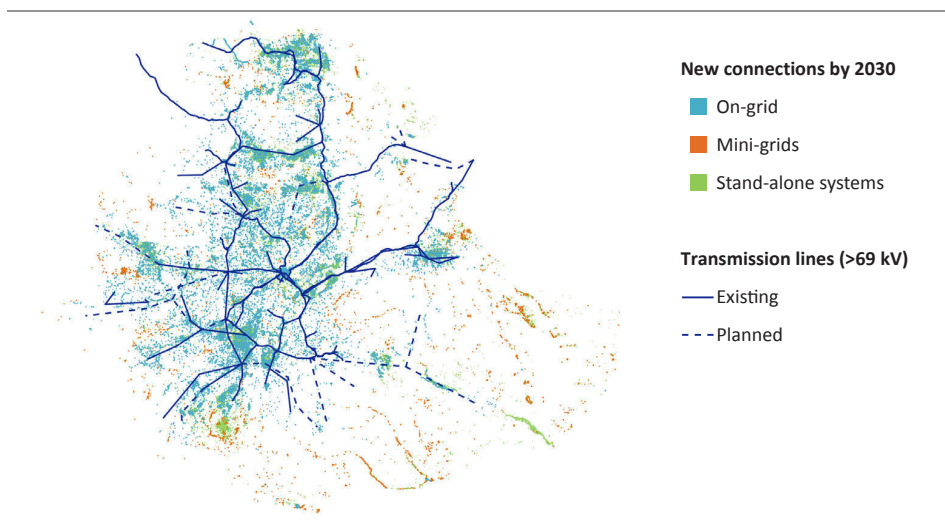 New connections by 2030
On-grid
Mini-grids
Stand-alone systems
Transmission lines (>69 kV)
Existing
Planned